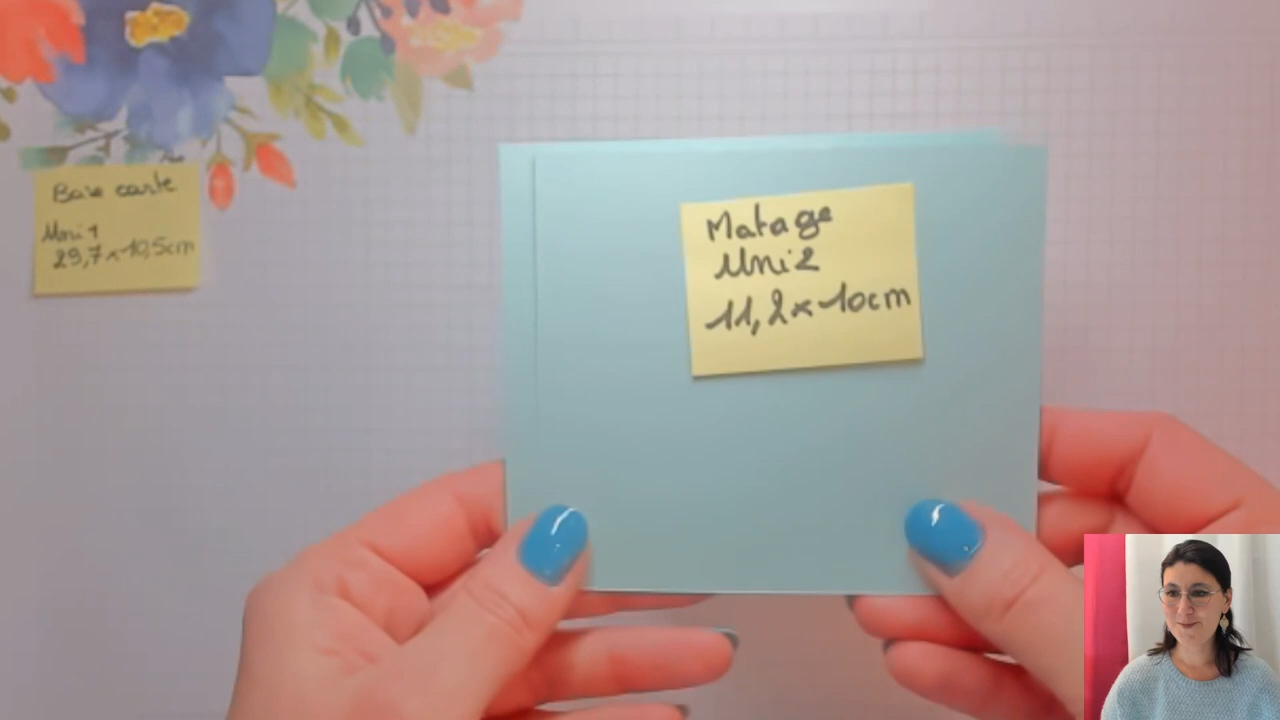 Base carte
Uni 1
29,7 x 10,5cm
Matage
Uni 2
11,2 x 10cm